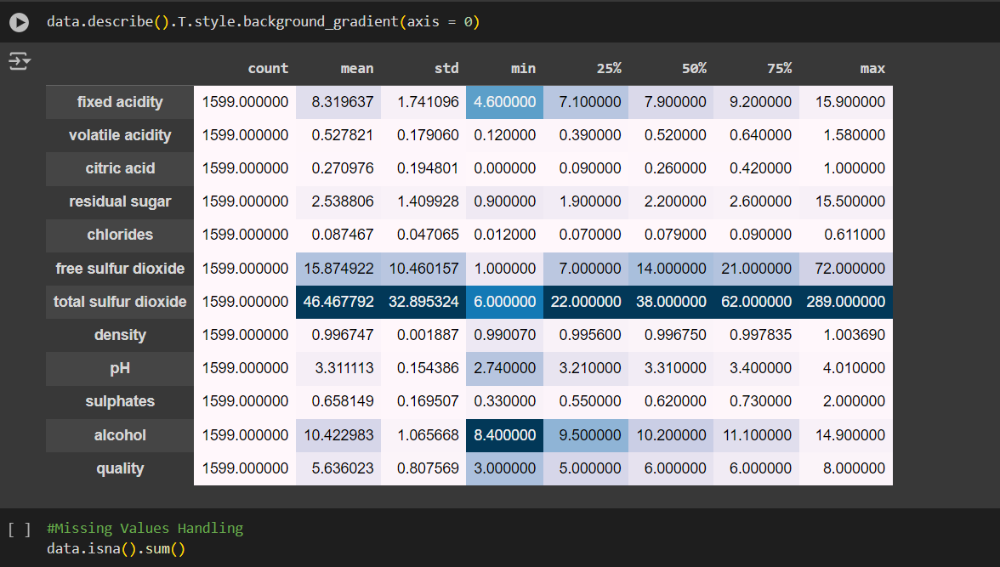 data.describe().T.style.background_gradient(axis = 0)
count mean std min 25% 50% 75% max
fixed acidity 1599.000000 8.319637 1.741096 4.600000 7.100000 7.900000 9.200000 15.900000
volatile acidity 1599.000000 0.527821 0.179060 0.120000 0.390000 0.520000 0.640000 1.580000
citric acid 1599.000000 0.270976 0.194801 0.000000 0.090000 0.260000 0.420000 1.000000
residual sugar 1599.000000 2.538806 1.409928 0.900000 1.900000 2.200000 2.600000 15.500000
chlorides 1599.000000 0.087467 0.047065 0.012000 0.070000 0.079000 0.090000 0.611000
free sulfur dioxide 1599.000000 15.874922 10.460157 1.000000 7.000000 14.000000 21.000000 72.000000
total sulfur dioxide 1599.000000 46.467792 32.895324 6.000000 22.000000 38.000000 62.000000 289.000000
density 1599.000000 0.996747 0.001887 0.990070 0.995600 0.996750 0.997835 1.003690
pH 1599.000000 3.311113 0.154386 2.740000 3.210000 3.310000 3.400000 4.010000
sulphates 1599.000000 0.658149 0.169507 0.330000 0.550000 0.620000 0.730000 2.000000
alcohol 1599.000000 10.422983 1.065668 8.400000 9.500000 10.200000 11.100000 14.900000
quality 1599.000000 5.636023 0.807569 3.000000 5.000000 6.000000 6.000000 8.000000
[ ] #Missing Values Handling
data.isna().sum()